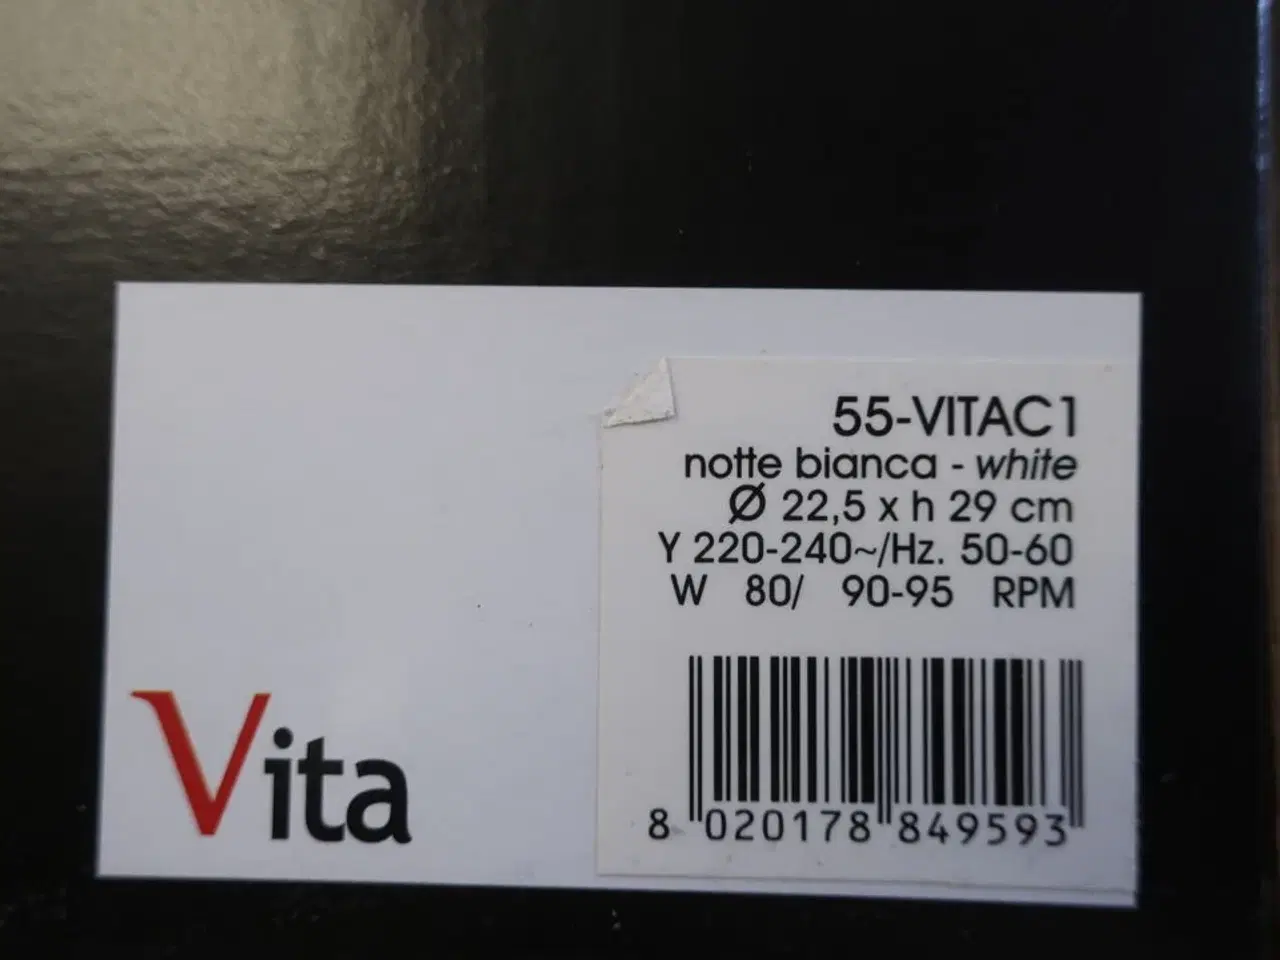 55-VITAC1
notte bianca - white
Ø 22,5 x h 29 cm
Y 220-240~/Hz. 50-60
W 80/ 90-95 RPM
8 020178 849593
Vita